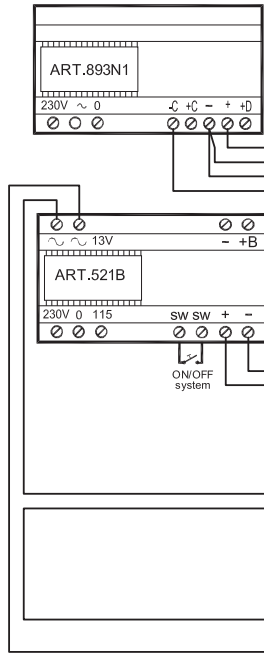 ART.893N1
230V ~ 0 -C +C – + +D
∿ ∿ 13V – +B
ART.521B
230V 0 115 SW SW + –
ON/OFF
system